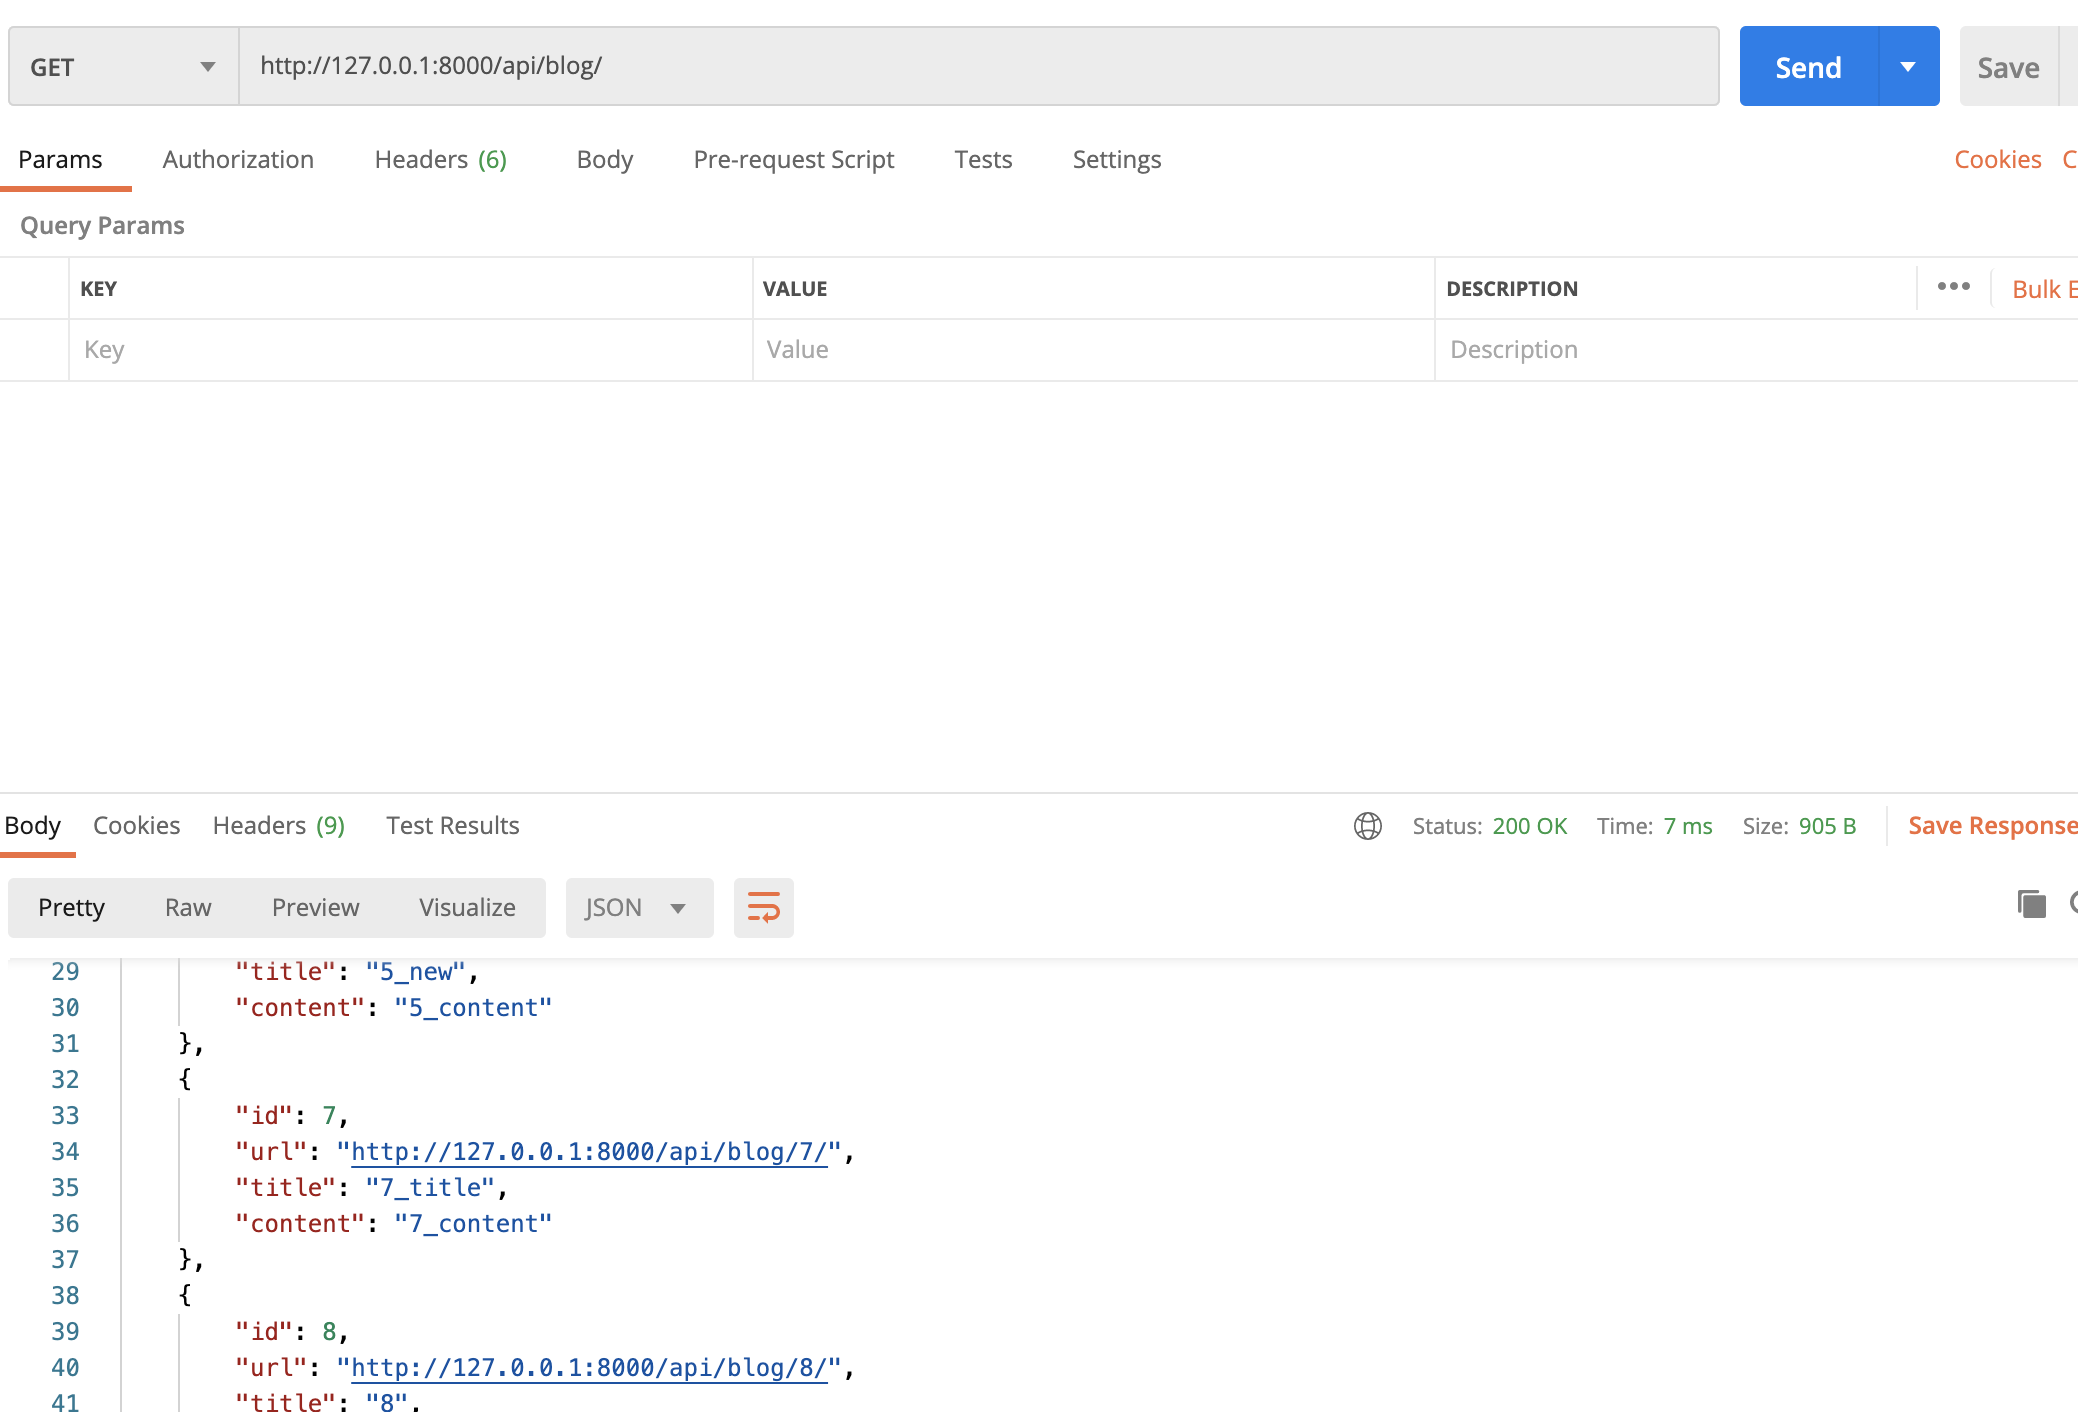 GET http://127.0.0.1:8000/api/blog/ Send Save
Params Authorization Headers (6) Body Pre-request Script Tests Settings Cookies C
Query Params
KEY VALUE DESCRIPTION ••• Bulk E
Key Value Description
Body Cookies Headers (9) Test Results Status: 200 OK Time: 7 ms Size: 905 B Save Response
Pretty Raw Preview Visualize JSON
29 "title": "5_new",
30 "content": "5_content"
31 },
32 {
33 "id": 7,
34 "url": "http://127.0.0.1:8000/api/blog/7/",
35 "title": "7_title",
36 "content": "7_content"
37 },
38 {
39 "id": 8,
40 "url": "http://127.0.0.1:8000/api/blog/8/",
41 "title": "8",